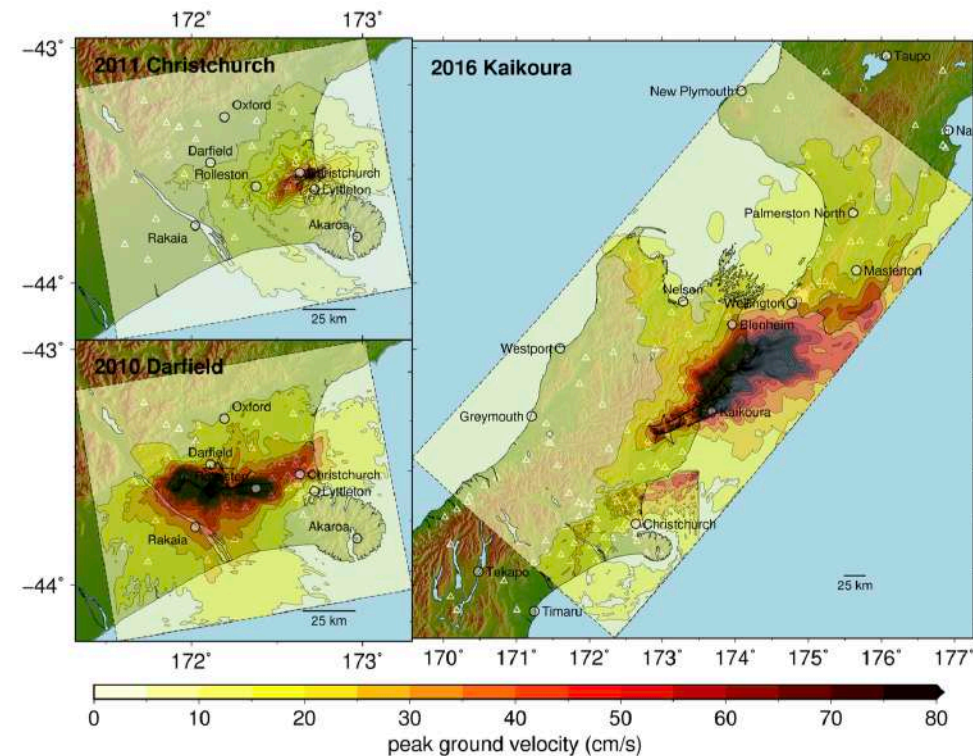 172° 173°
-43°
2011 Christchurch
Oxford
Darfield
Rolleston
Christchurch
Lyttleton
Akaroa
Rakaia
-44°
25 km
-43°
2010 Darfield
Oxford
Darfield
Rolleston
Christchurch
Lyttleton
Akaroa
Rakaia
-44°
25 km
172° 173°
2016 Kaikoura
Taupo
New Plymouth
Na
Palmerston North
Masterton
Nelson
Wellington
Blenheim
Westport
Kaikoura
Greymouth
Christchurch
Tekapo
25 km
Timaru
170° 171° 172° 173° 174° 175° 176° 177°
0 10 20 30 40 50 60 70 80
peak ground velocity (cm/s)